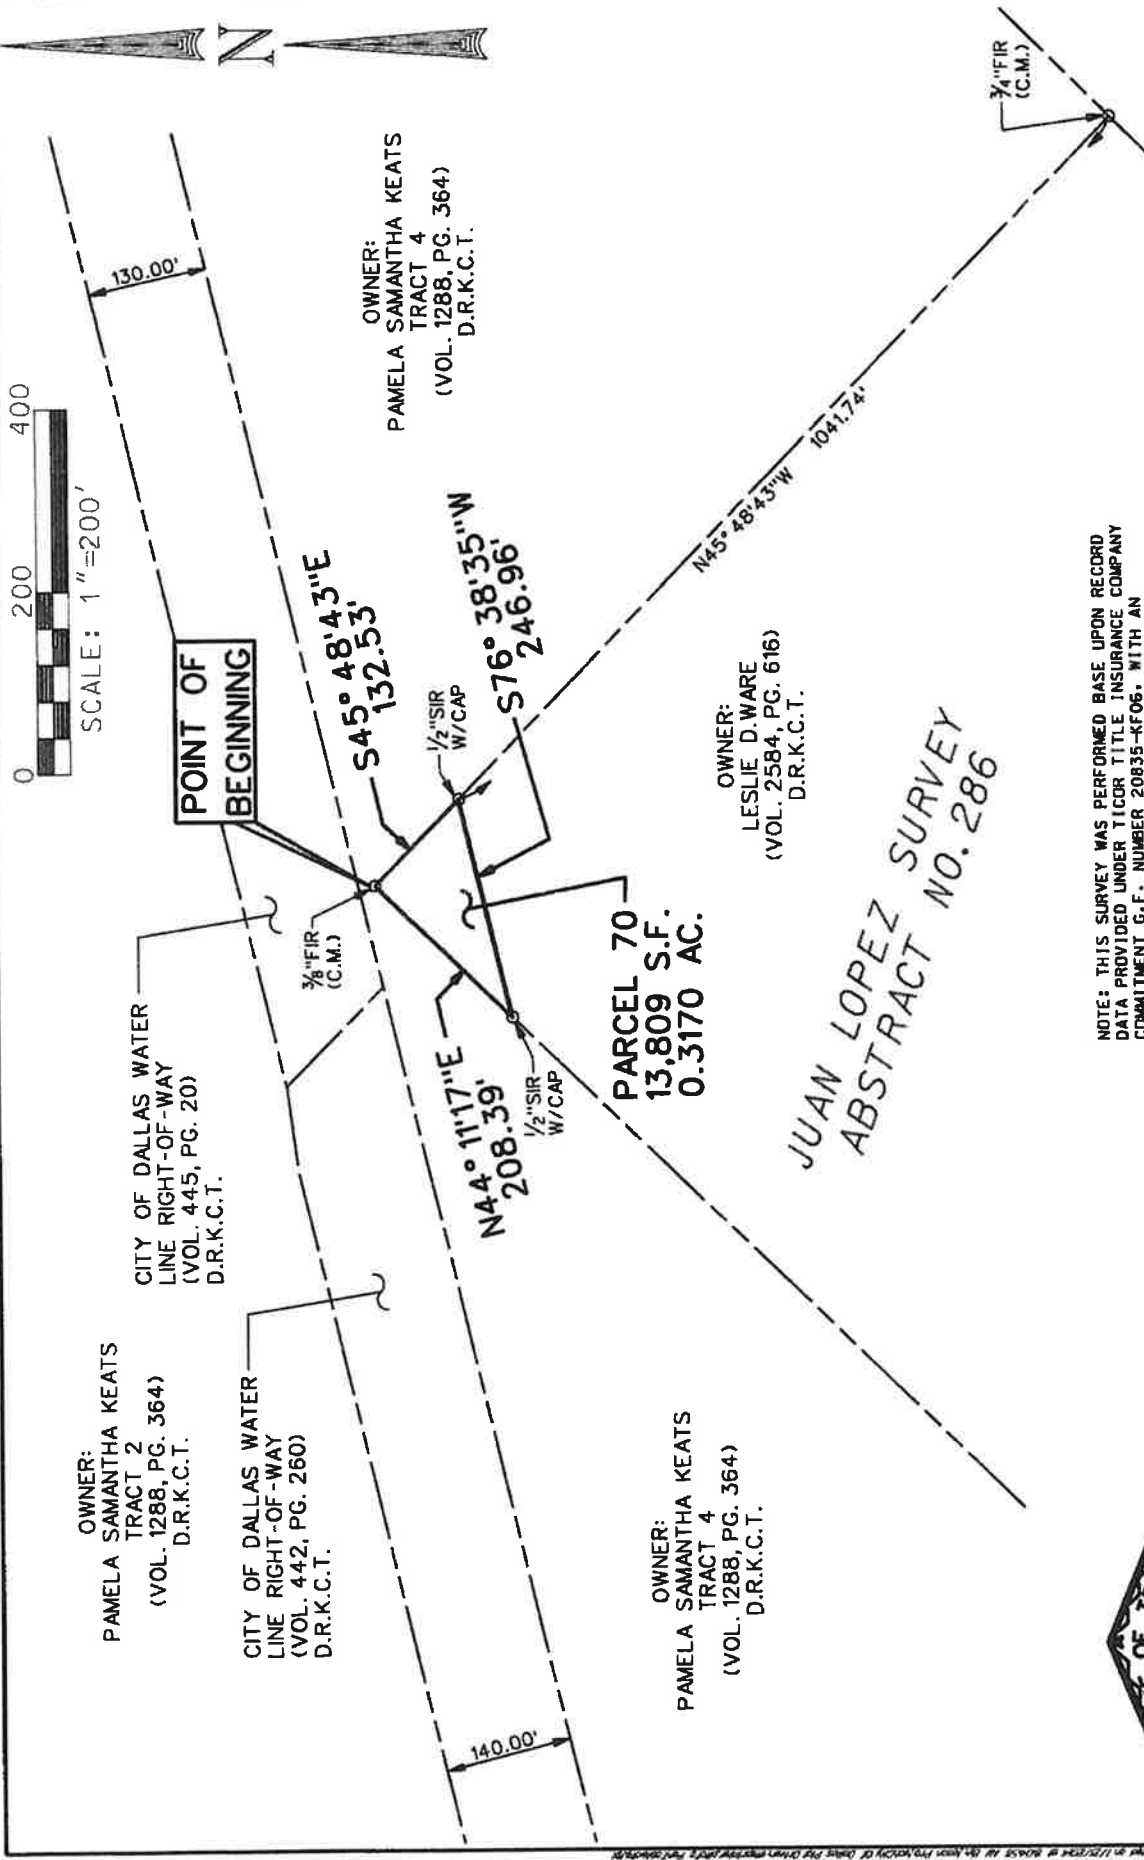 N
0 200 400
SCALE: 1"=200'
130.00'
POINT OF
BEGINNING
OWNER:
PAMELA SAMANTHA KEATS
TRACT 2
(VOL. 1288, PG. 364)
D.R.K.C.T.
CITY OF DALLAS WATER
LINE RIGHT-OF-WAY
(VOL. 445, PG. 20)
D.R.K.C.T.
CITY OF DALLAS WATER
LINE RIGHT-OF-WAY
(VOL. 442, PG. 260)
D.R.K.C.T.
OWNER:
PAMELA SAMANTHA KEATS
TRACT 4
(VOL. 1288, PG. 364)
D.R.K.C.T.
3/8"FIR
(C.M.)
S45° 48'43"E
132.53'
1/2"SIR
W/CAP
S76° 38'35"W
246.96'
N44° 11'17"E
208.39'
1/2"SIR
W/CAP
PARCEL 70
13,809 S.F.
0.3170 AC.
140.00'
N45° 48'43"W 1041.74'
3/4"FIR
(C.M.)
OWNER:
PAMELA SAMANTHA KEATS
TRACT 4
(VOL. 1288, PG. 364)
D.R.K.C.T.
OWNER:
LESLIE D. WARE
(VOL. 2584, PG. 616)
D.R.K.C.T.
JUAN LOPEZ SURVEY
ABSTRACT NO. 286
NOTE: THIS SURVEY WAS PERFORMED BASE UPON RECORD
DATA PROVIDED UNDER TICOR TITLE INSURANCE COMPANY
COMMITMENT G.F. NUMBER 20835-KF06, WITH AN
OF